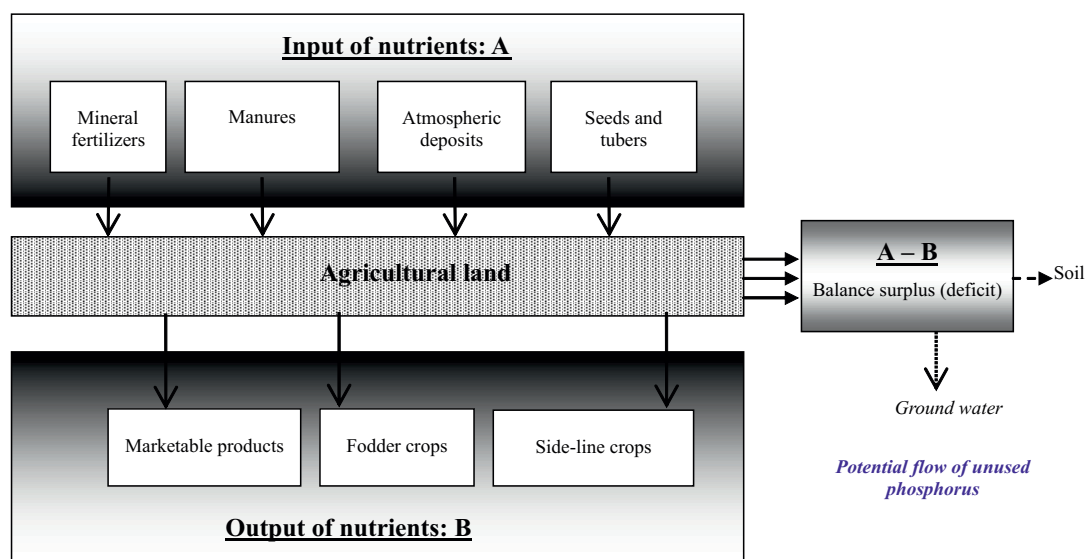 Input of nutrients: A
Mineral
fertilizers
Manures
Atmospheric
deposits
Seeds and
tubers
Agricultural land
A – B
Balance surplus (deficit)
Soil
Ground water
Potential flow of unused
phosphorus
Marketable products
Fodder crops
Side-line crops
Output of nutrients: B